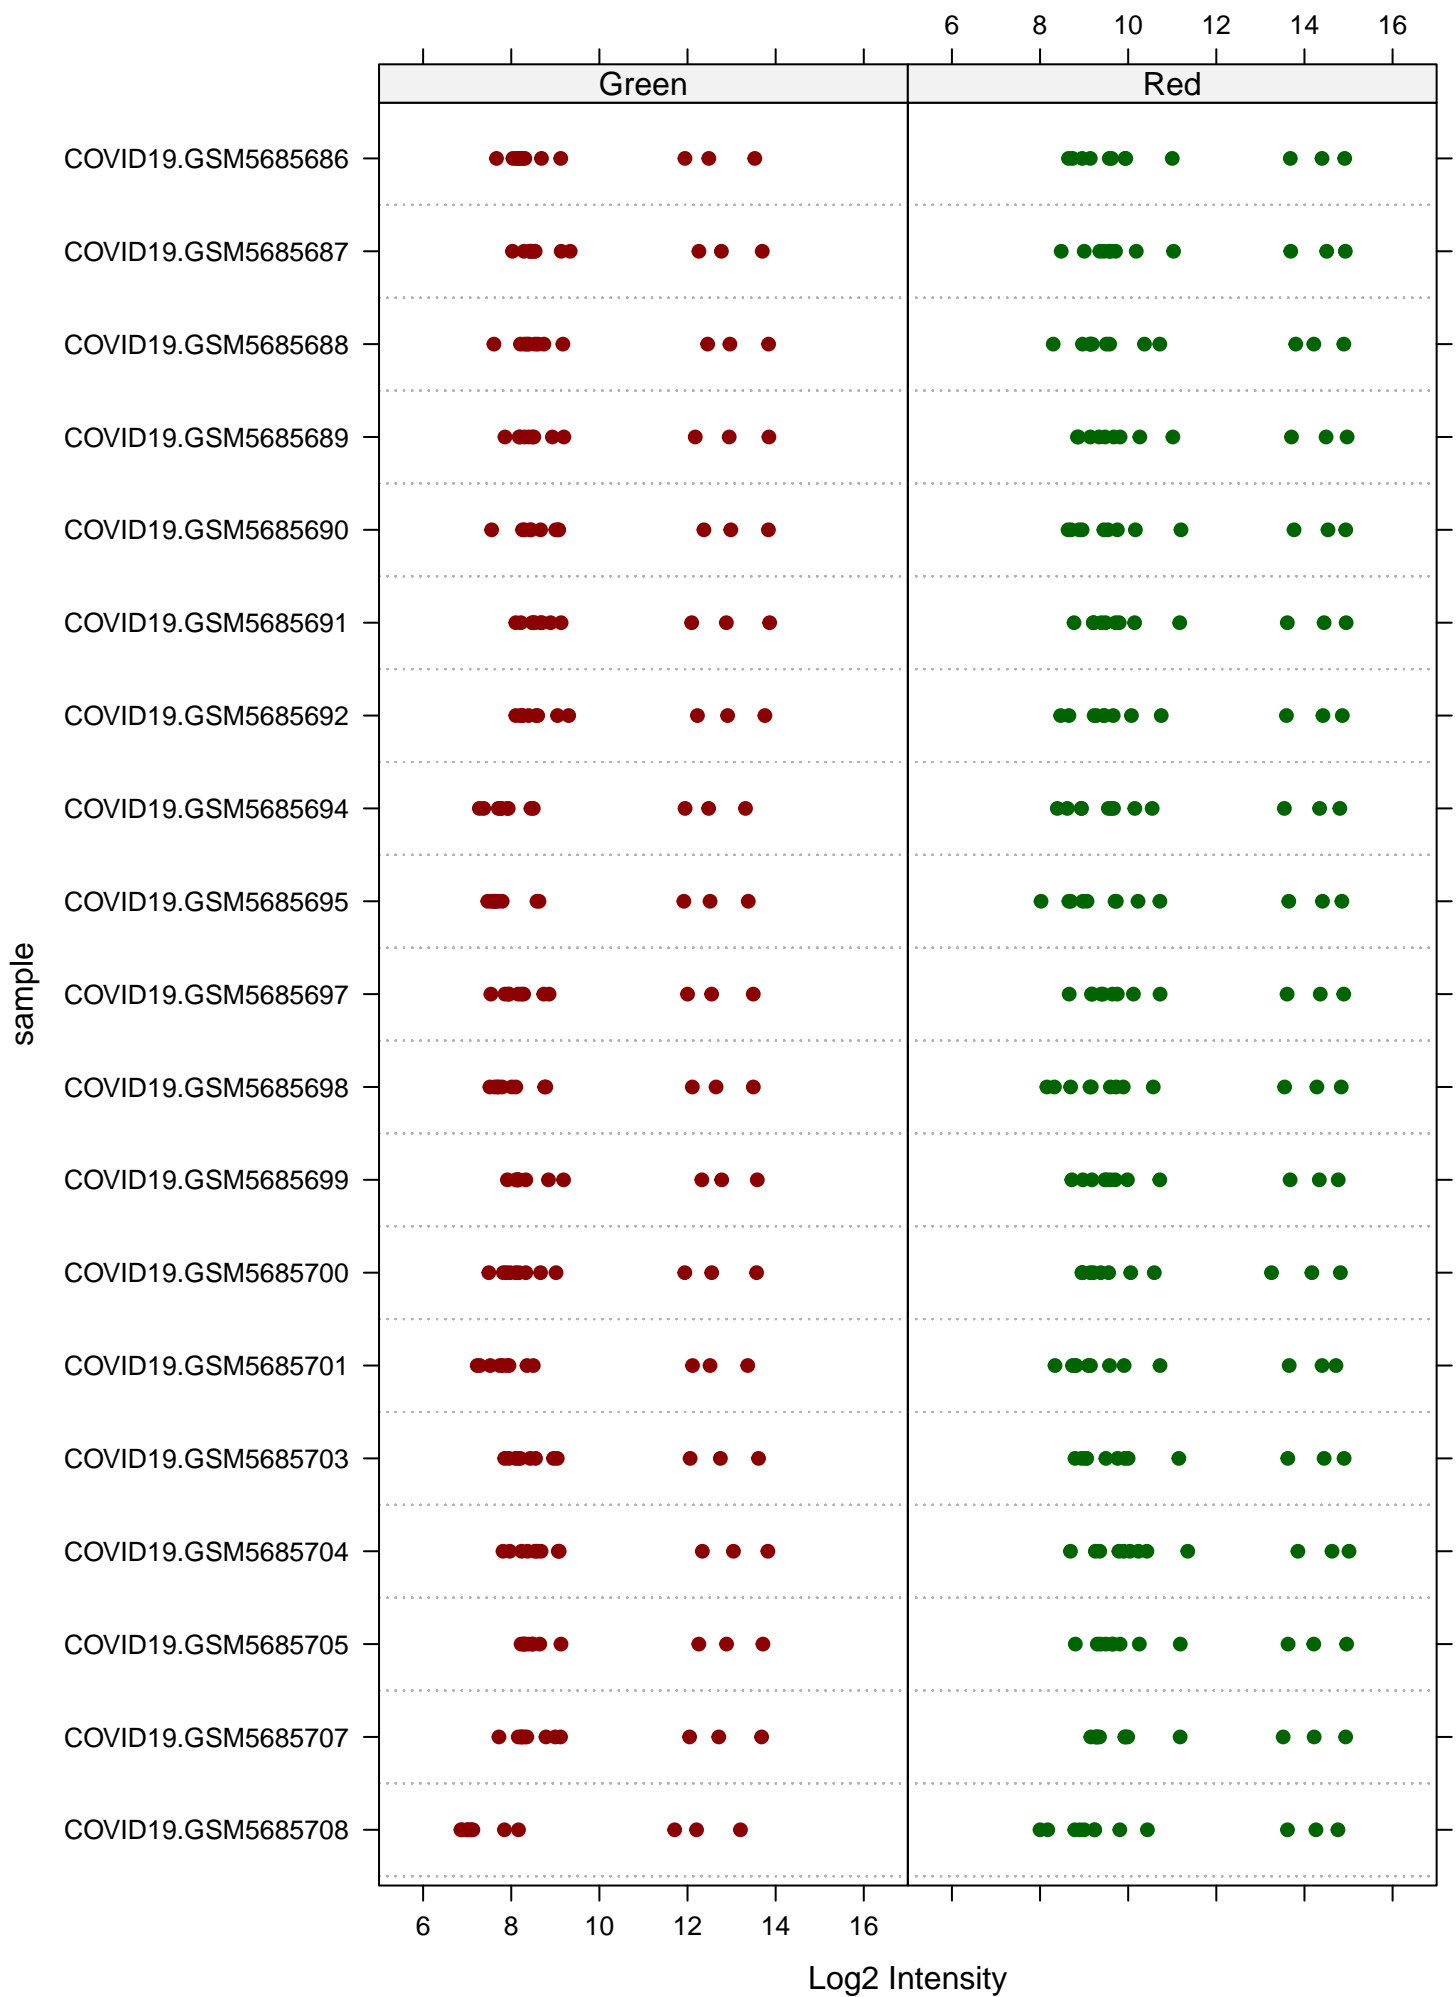 6 8 10 12 14 16
Green Red
COVID19.GSM5685686
COVID19.GSM5685687
COVID19.GSM5685688
COVID19.GSM5685689
COVID19.GSM5685690
COVID19.GSM5685691
COVID19.GSM5685692
COVID19.GSM5685694
COVID19.GSM5685695
COVID19.GSM5685697
COVID19.GSM5685698
COVID19.GSM5685699
COVID19.GSM5685700
COVID19.GSM5685701
COVID19.GSM5685703
COVID19.GSM5685704
COVID19.GSM5685705
COVID19.GSM5685707
COVID19.GSM5685708
sample
6 8 10 12 14 16
Log2 Intensity